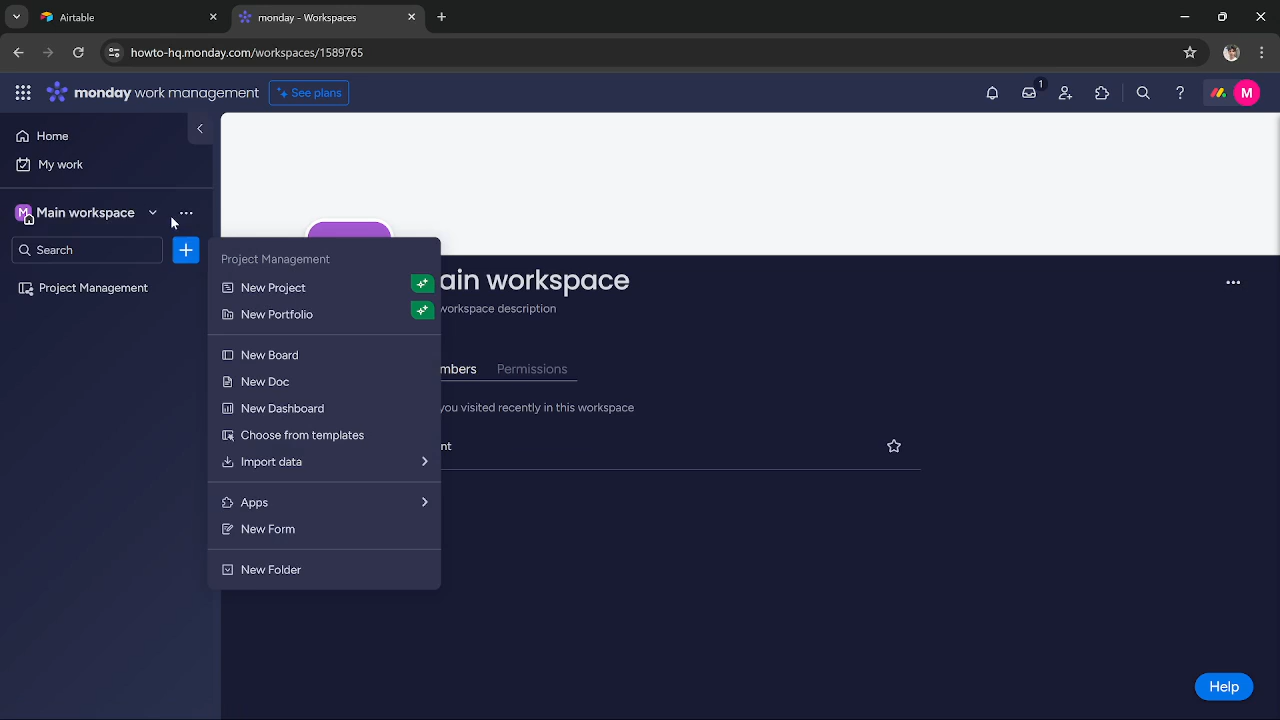 Airtable
monday - Workspaces
howto-hq.monday.com/workspaces/1589765
monday work management
See plans
1
M
Home
My work
M
Main workspace
Search
Project Management
Project Management
New Project
New Portfolio
New Board
New Doc
New Dashboard
Choose from templates
Import data
Apps
New Form
New Folder
ain workspace
workspace description
mbers
Permissions
you visited recently in this workspace
nt
Help